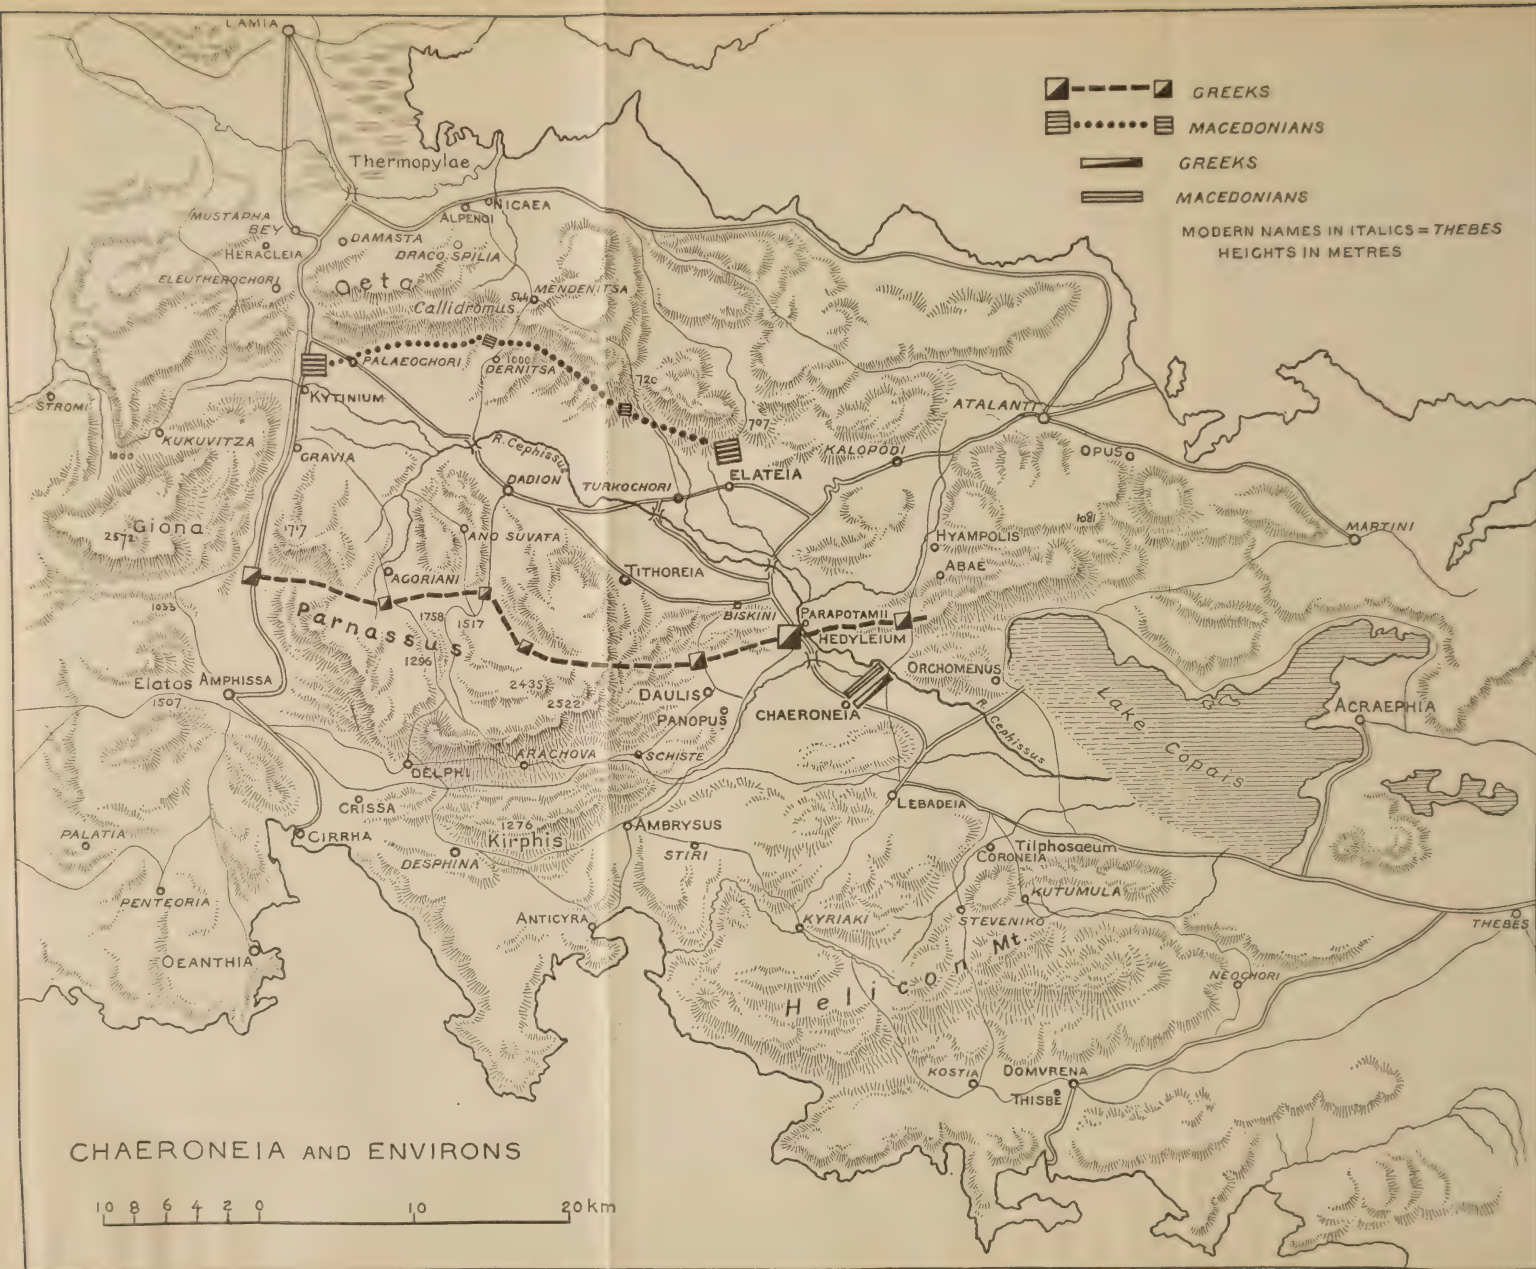 LAMIA
GREEKS
MACEDONIANS
GREEKS
MACEDONIANS
MODERN NAMES IN ITALICS = THEBES
HEIGHTS IN METRES
Thermopylae
NICAEA
ALPENOI
MUSTAPHA
BEY
HERACLEIA
DAMASTA
DRACO SPILIA
ELEUTHEROCHORI
Oeta
Callidromus
544
MENDENITSA
PALAEOCHORI
1000
DERNITSA
720
707
STROMI
KYTINIUM
KUKUVITZA
1000
GRAVIA
R. Cephissus
DADION
TURKOCHORI
ELATEIA
KALOPODI
ATALANTI
OPUS
1081
MARTINI
Giona
2572
717
ANO SUVATA
AGORIANI
TITHOREIA
HYAMPOLIS
ABAE
BISKINI
PARAPOTAMII
HEDYLEIUM
1033
Parnassus
1758
1517
1296
2435
2522
Elatos
1507
AMPHISSA
DAULIS
PANOPUS
CHAERONEIA
ORCHOMENUS
R. Cephissus
Lake Copais
ACRAEPHIA
DELPHI
ARACHOVA
SCHISTE
LEBADEIA
CRISSA
CIRRHA
1276
Kirphis
DESPHINA
AMBRYSUS
STIRI
CORONEIA
Tilphosaeum
KUTUMULA
PALATIA
PENTEORIA
OEANTHIA
ANTICYRA
KYRIAKI
STEVENIKO
THEBES
Helicon Mt.
NEOCHORI
KOSTIA
DOMVRENA
THISBE
CHAERONEIA AND ENVIRONS
10 8 6 4 2 0 10 20 km